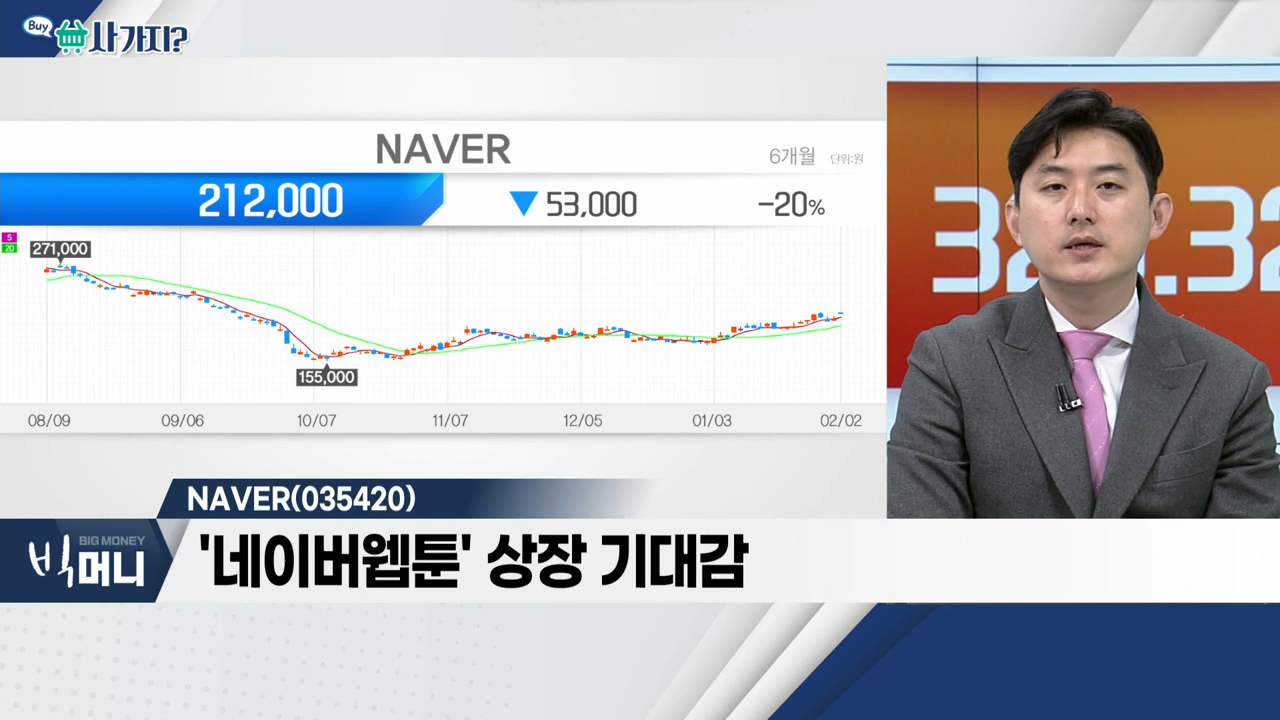 Buy
사가지?
NAVER
6개월 단위:원
212,000 ▼ 53,000 -20%
5
20
271,000
155,000
08/09 09/06 10/07 11/07 12/05 01/03 02/02
NAVER(035420)
BIG MONEY
빅머니
'네이버웹툰' 상장 기대감